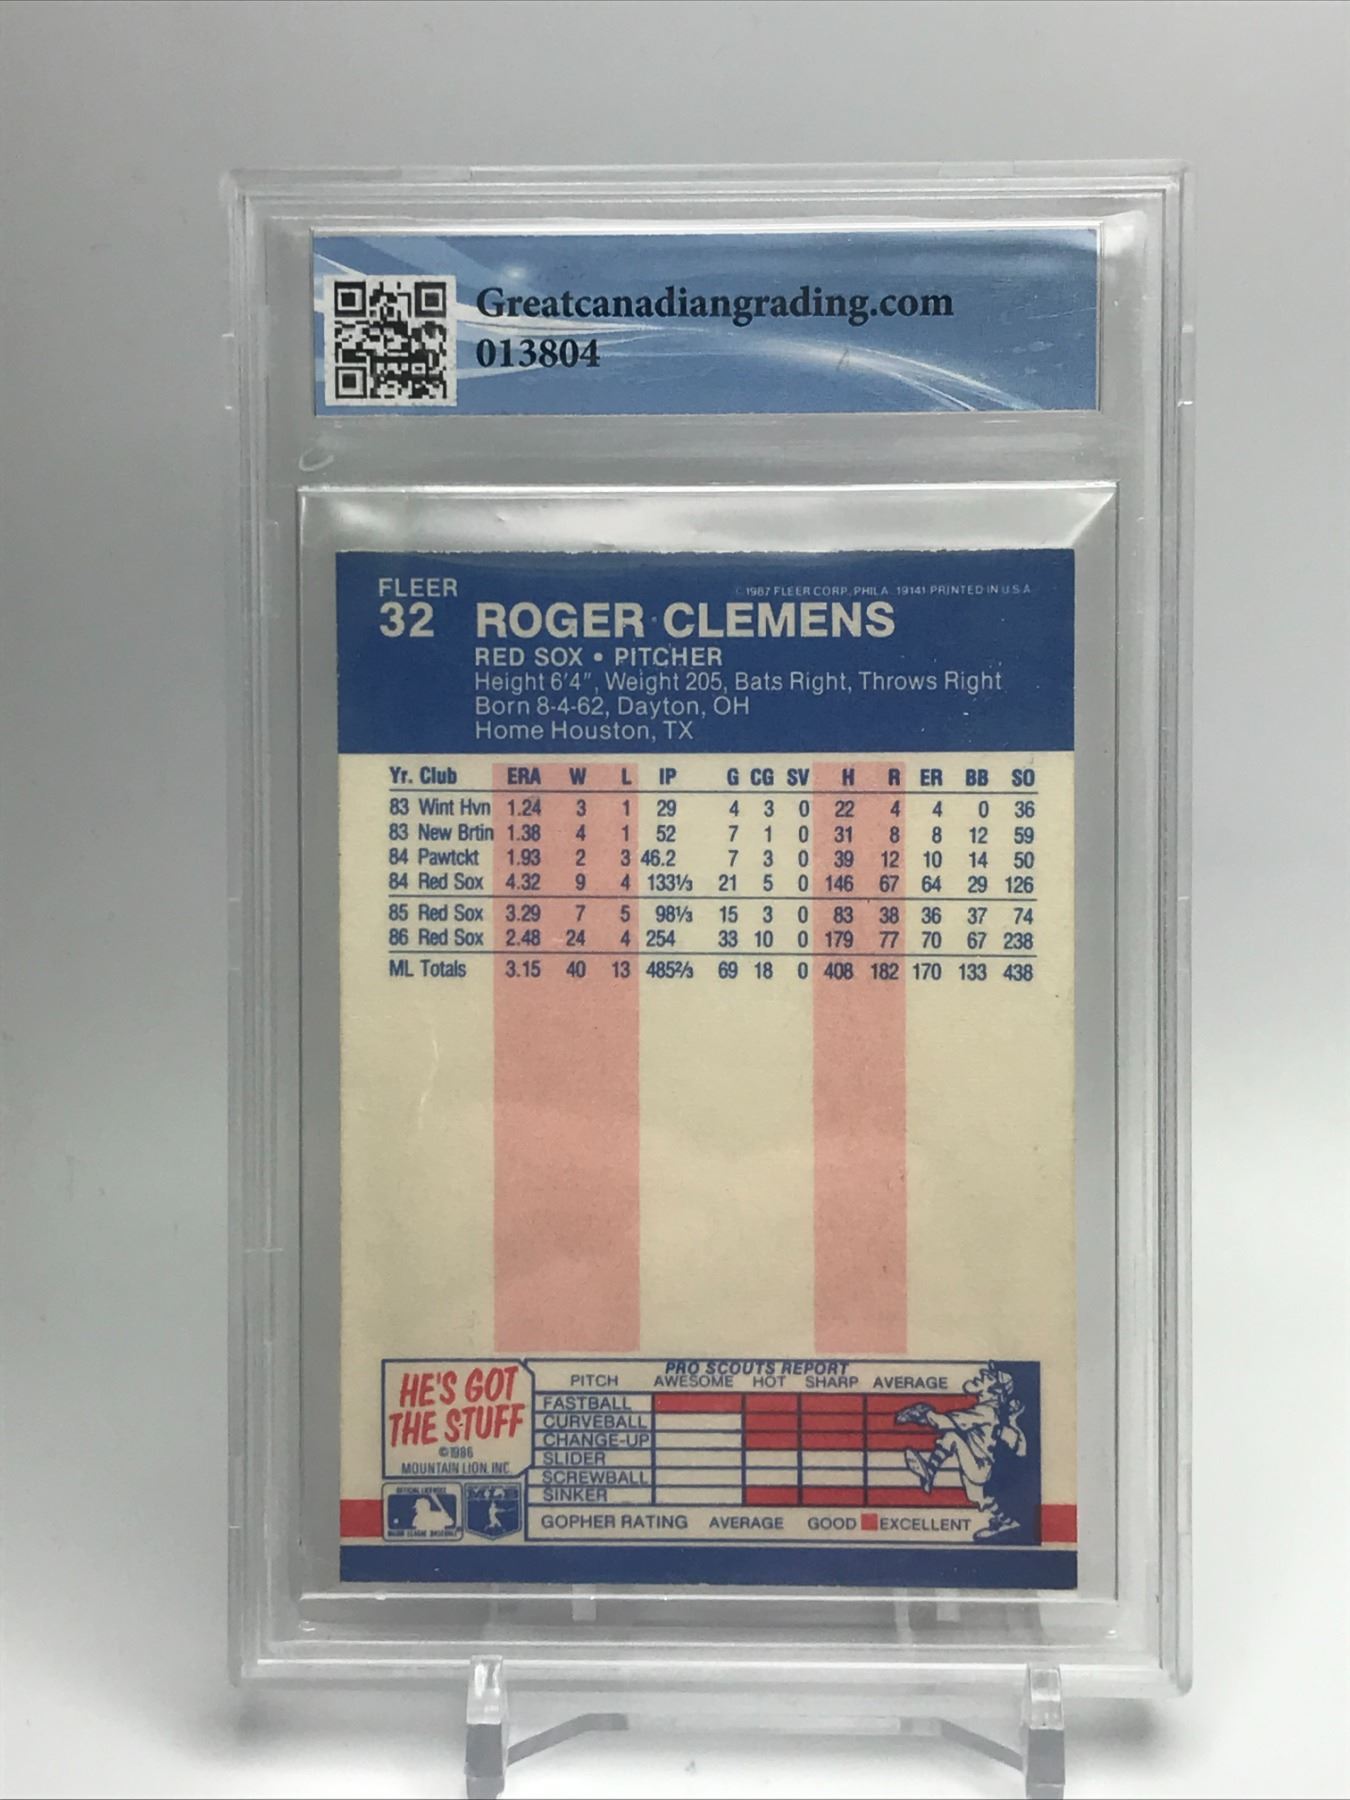 Greatcanadiangrading.com
013804
FLEER
© 1987 FLEER CORP., PHILA. 19141 PRINTED IN U.S.A.
32 ROGER CLEMENS
RED SOX • PITCHER
Height 6'4", Weight 205, Bats Right, Throws Right
Born 8-4-62, Dayton, OH
Home Houston, TX
Yr. Club ERA W L IP G CG SV H R ER BB SO
83 Wint Hvn 1.24 3 1 29 4 3 0 22 4 4 0 36
83 New Brtin 1.38 4 1 52 7 1 0 31 8 8 12 59
84 Pawtckt 1.93 2 3 46.2 7 3 0 39 12 10 14 50
84 Red Sox 4.32 9 4 133⅓ 21 5 0 146 67 64 29 126
85 Red Sox 3.29 7 5 98⅓ 15 3 0 83 38 36 37 74
86 Red Sox 2.48 24 4 254 33 10 0 179 77 70 67 238
ML Totals 3.15 40 13 485⅔ 69 18 0 408 182 170 133 438
HE'S GOT
THE STUFF
©1986
MOUNTAIN LION, INC.
PRO SCOUTS REPORT
PITCH AWESOME HOT SHARP AVERAGE
FASTBALL
CURVEBALL
CHANGE-UP
SLIDER
SCREWBALL
SINKER
GOPHER RATING AVERAGE GOOD EXCELLENT
OFFICIAL LICENSEE
MAJOR LEAGUE BASEBALL
MLB